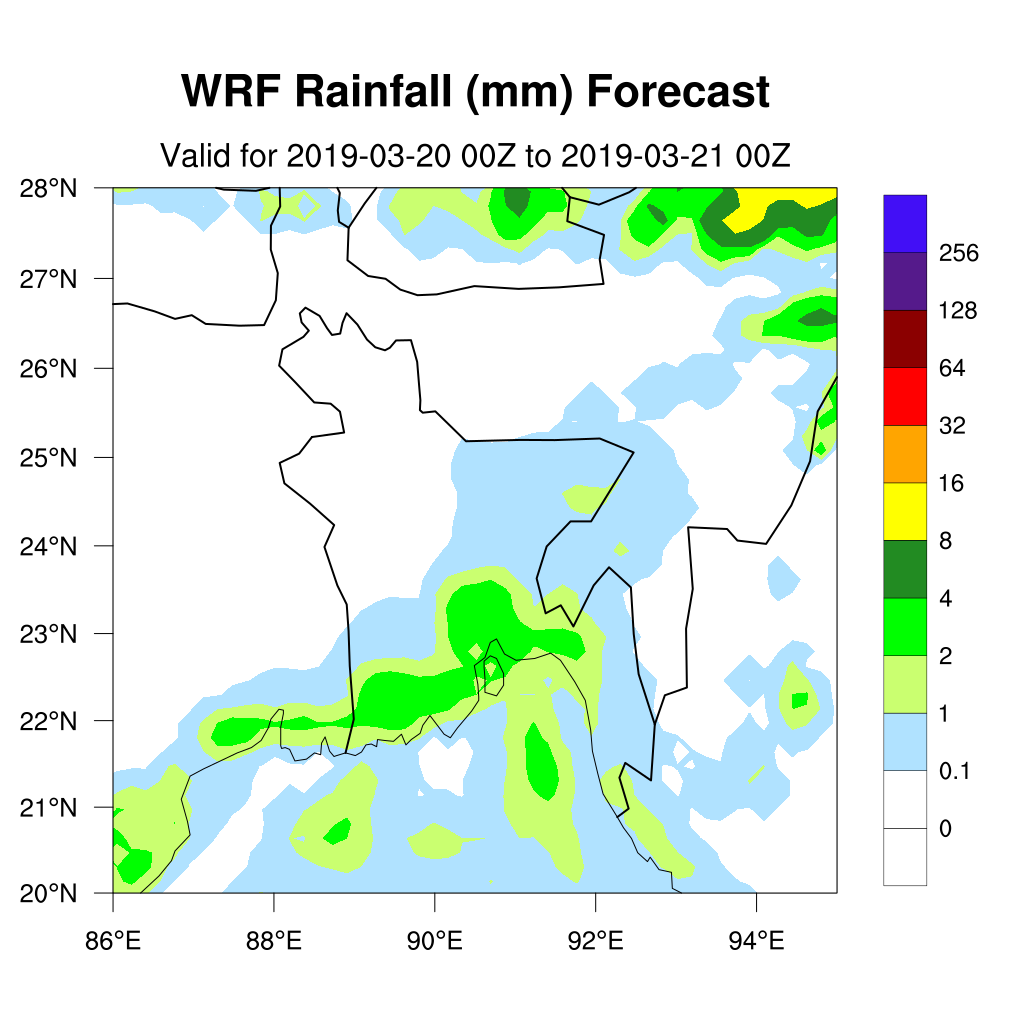 WRF Rainfall (mm) Forecast
Valid for 2019-03-20 00Z to 2019-03-21 00Z
28°N
27°N
26°N
25°N
24°N
23°N
22°N
21°N
20°N
86°E 88°E 90°E 92°E 94°E
256
128
64
32
16
8
4
2
1
0.1
0